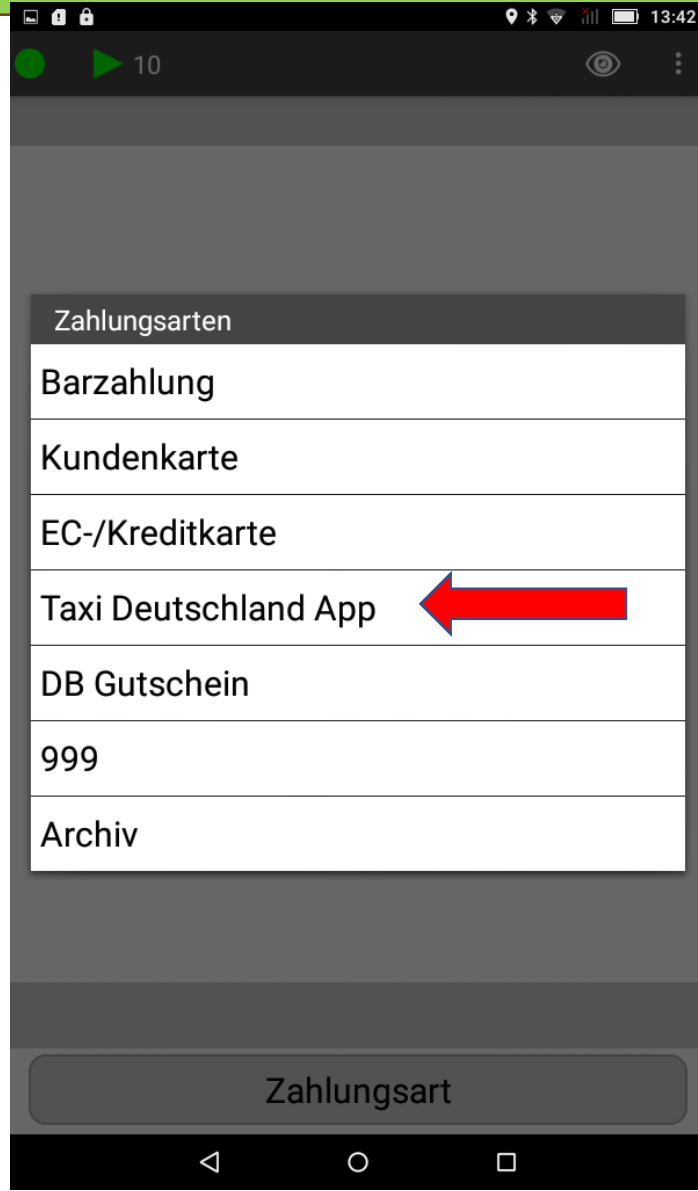 13:42
10
Zahlungsarten
Barzahlung
Kundenkarte
EC-/Kreditkarte
Taxi Deutschland App
DB Gutschein
999
Archiv
Zahlungsart